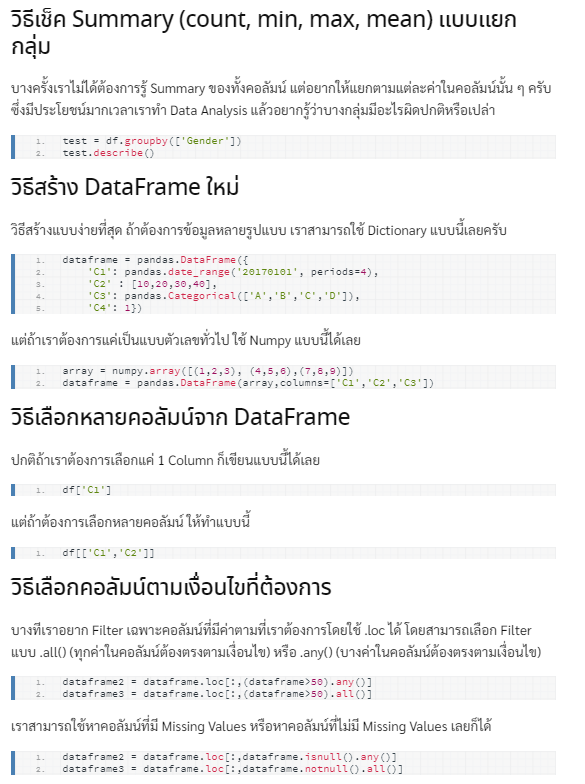 วิธีเช็ค Summary (count, min, max, mean) แบบแยก
กลุ่ม
บางครั้งเราไม่ได้ต้องการรู้ Summary ของทั้งคอลัมน์ แต่อยากให้แยกตามแต่ละค่าในคอลัมน์นั้น ๆ ครับ
ซึ่งมีประโยชน์มากเวลาเราทำ Data Analysis แล้วอยากรู้ว่าบางกลุ่มมีอะไรผิดปกติหรือเปล่า
1. test = df.groupby(['Gender'])
2. test.describe()
วิธีสร้าง DataFrame ใหม่
วิธีสร้างแบบง่ายที่สุด ถ้าต้องการข้อมูลหลายรูปแบบ เราสามารถใช้ Dictionary แบบนี้เลยครับ
1. dataframe = pandas.DataFrame({
2. 'C1': pandas.date_range('20170101', periods=4),
3. 'C2' : [10,20,30,40],
4. 'C3': pandas.Categorical(['A','B','C','D']),
5. 'C4': 1})
แต่ถ้าเราต้องการแค่เป็นแบบตัวเลขทั่วไป ใช้ Numpy แบบนี้ได้เลย
1. array = numpy.array([(1,2,3), (4,5,6),(7,8,9)])
2. dataframe = pandas.DataFrame(array,columns=['C1','C2','C3'])
วิธีเลือกหลายคอลัมน์จาก DataFrame
ปกติถ้าเราต้องการเลือกแค่ 1 Column ก็เขียนแบบนี้ได้เลย
1. df['C1']
แต่ถ้าต้องการเลือกหลายคอลัมน์ ให้ทำแบบนี้
1. df[['C1','C2']]
วิธีเลือกคอลัมน์ตามเงื่อนไขที่ต้องการ
บางทีเราอยาก Filter เฉพาะคอลัมน์ที่มีค่าตามที่เราต้องการโดยใช้ .loc ได้ โดยสามารถเลือก Filter
แบบ .all() (ทุกค่าในคอลัมน์ต้องตรงตามเงื่อนไข) หรือ .any() (บางค่าในคอลัมน์ต้องตรงตามเงื่อนไข)
1. dataframe2 = dataframe.loc[:,(dataframe>50).any()]
2. dataframe3 = dataframe.loc[:,(dataframe>50).all()]
เราสามารถใช้หาคอลัมน์ที่มี Missing Values หรือหาคอลัมน์ที่ไม่มี Missing Values เลยก็ได้
1. dataframe2 = dataframe.loc[:,dataframe.isnull().any()]
2. dataframe3 = dataframe.loc[:,dataframe.notnull().all()]